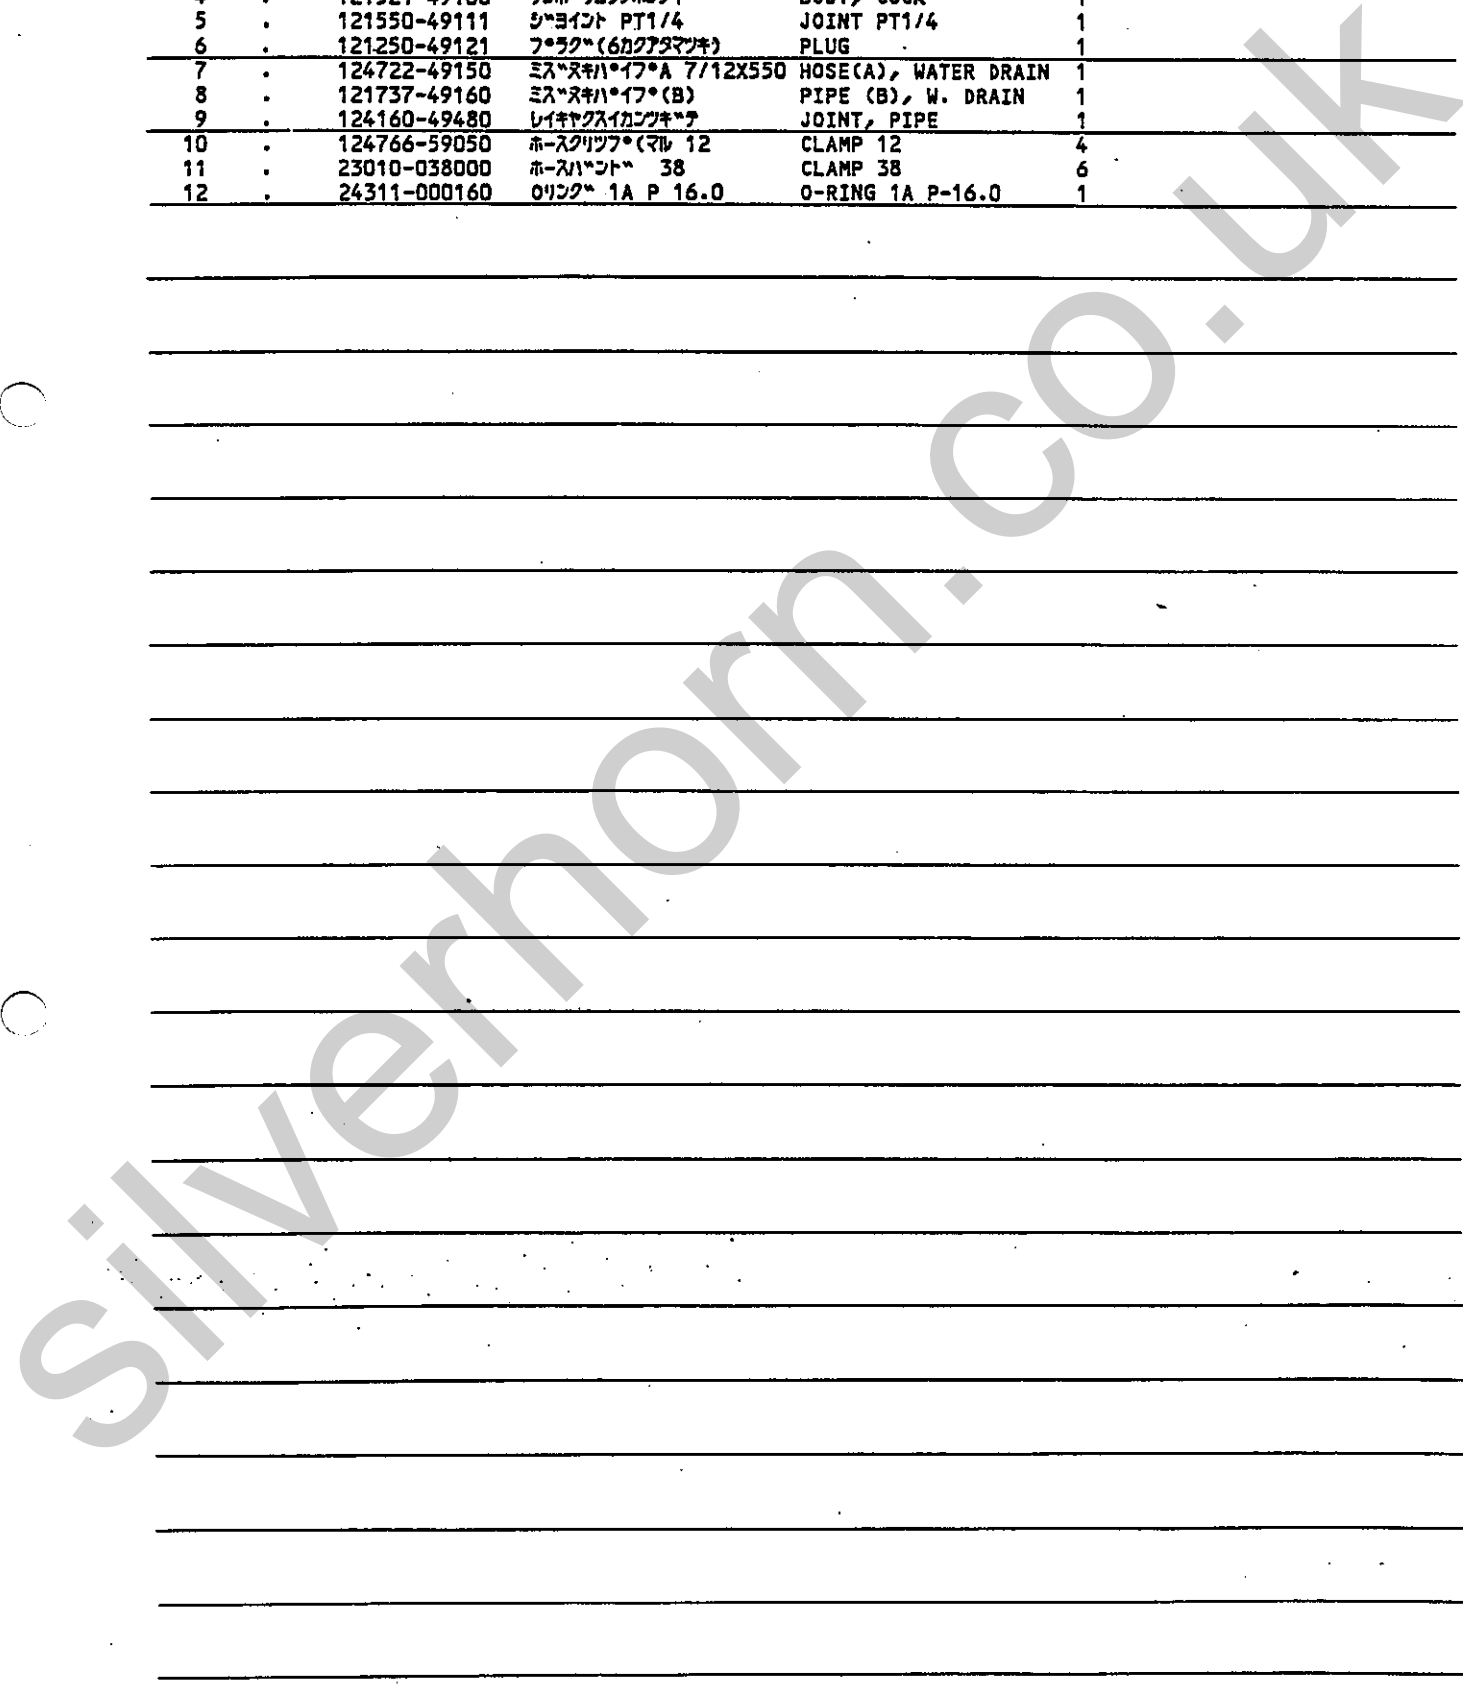 5 . 121550-49111 ジヨイント PT1/4 JOINT PT1/4 1
6 . 121250-49121 プラグ(6カクアタマツキ) PLUG 1
7 . 124722-49150 ミズヌキパイプA 7/12X550 HOSE(A), WATER DRAIN 1
8 . 121737-49160 ミズヌキパイプ(B) PIPE (B), W. DRAIN 1
9 . 124160-49480 レイキヤクスイカンツギテ JOINT, PIPE 1
10 . 124766-59050 ホースクリツプ(マル 12 CLAMP 12 4
11 . 23010-038000 ホースバンド 38 CLAMP 38 6
12 . 24311-000160 Oリング 1A P 16.0 O-RING 1A P-16.0 1
silverhorn.co.uk